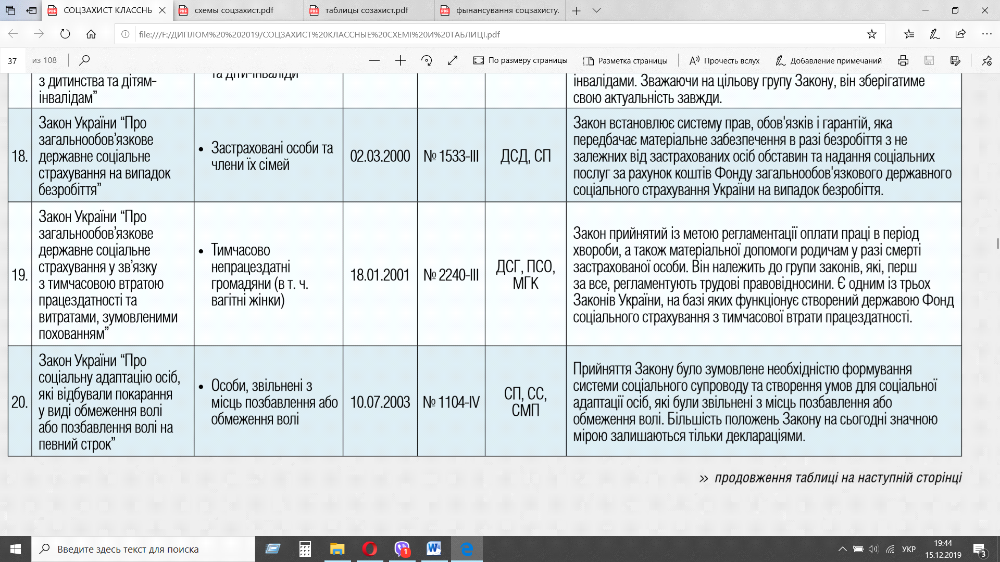 СОЦЗАХИСТ КЛАССНЬ
схемы соцзахист.pdf
таблицы созахист.pdf
фынансування соцзахисту.
file:///F:/ДИПЛОМ%20%202019/СОЦЗАХИСТ%20КЛАССНЫЕ%20СХЕМІ%20И%20ТАБЛИЦІ.pdf
37 из 108
По размеру страницы
Разметка страницы
Прочесть вслух
Добавление примечаний
з дитинства та дітям-
інвалідам”
та діти-інваліди
інвалідами. Зважаючи на цільову групу Закону, він зберігатиме
свою актуальність завжди.
18.
Закон України “Про
загальнообов’язкове
державне соціальне
страхування на випадок
безробіття”
• Застраховані особи та
члени їх сімей
02.03.2000
№ 1533-III
ДСД, СП
Закон встановлює систему прав, обов'язків і гарантій, яка
передбачає матеріальне забезпечення в разі безробіття з не
залежних від застрахованих осіб обставин та надання соціальних
послуг за рахунок коштів Фонду загальнообов'язкового державного
соціального страхування України на випадок безробіття.
19.
Закон України “Про
загальнообов’язкове
державне соціальне
страхування у зв’язку
з тимчасовою втратою
працездатності та
витратами, зумовленими
похованням”
• Тимчасово
непрацездатні
громадяни (в т. ч.
вагітні жінки)
18.01.2001
№ 2240-III
ДСГ, ПСО,
МГК
Закон прийнятий із метою регламентації оплати праці в період
хвороби, а також матеріальної допомоги родичам у разі смерті
застрахованої особи. Він належить до групи законів, які, перш
за все, регламентують трудові правовідносини. Є одним із трьох
Законів України, на базі яких функціонує створений державою Фонд
соціального страхування з тимчасової втрати працездатності.
20.
Закон України “Про
соціальну адаптацію осіб,
які відбували покарання
у виді обмеження волі
або позбавлення волі на
певний строк”
• Особи, звільнені з
місць позбавлення або
обмеження волі
10.07.2003
№ 1104-IV
СП, СС,
СМП
Прийняття Закону було зумовлене необхідністю формування
системи соціального супроводу та створення умов для соціальної
адаптації осіб, які були звільнені з місць позбавлення або
обмеження волі. Більшість положень Закону на сьогодні значною
мірою залишаються тільки деклараціями.
» продовження таблиці на наступній сторінці
Введите здесь текст для поиска
1
УКР
19:44
15.12.2019
3